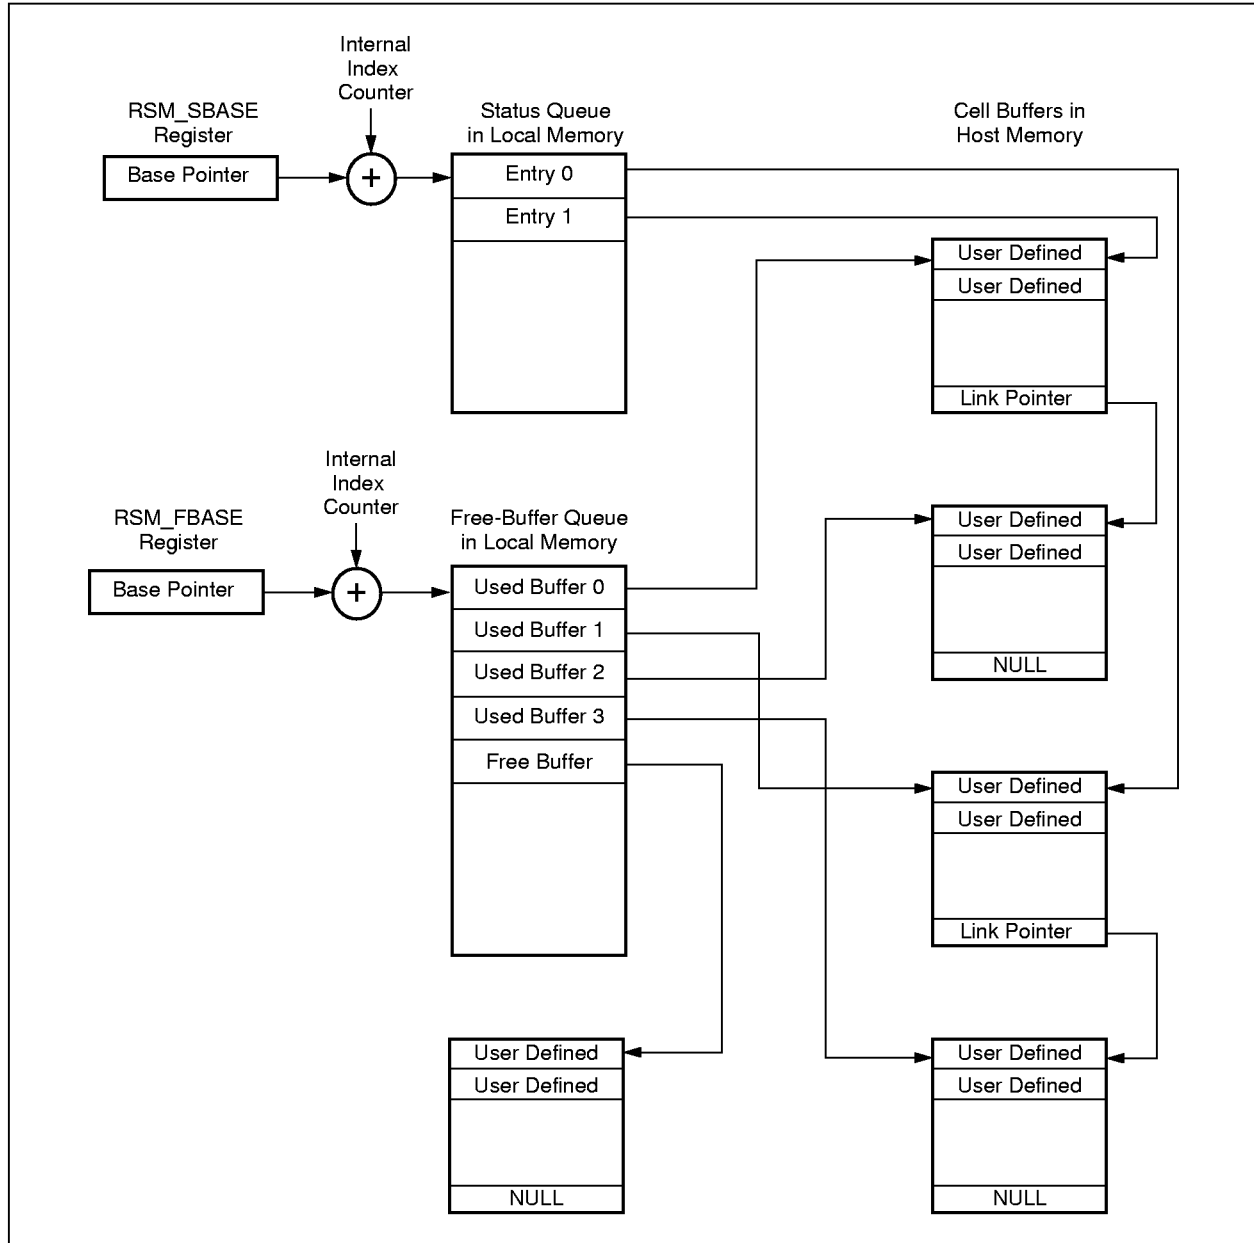 Internal
Index
Counter
RSM_SBASE
Register
Status Queue
in Local Memory
Cell Buffers in
Host Memory
Base Pointer
+
Entry 0
Entry 1
User Defined
User Defined
Link Pointer
Internal
Index
Counter
RSM_FBASE
Register
Free-Buffer Queue
in Local Memory
Base Pointer
+
Used Buffer 0
Used Buffer 1
Used Buffer 2
Used Buffer 3
Free Buffer
User Defined
User Defined
NULL
User Defined
User Defined
Link Pointer
User Defined
User Defined
NULL
User Defined
User Defined
NULL